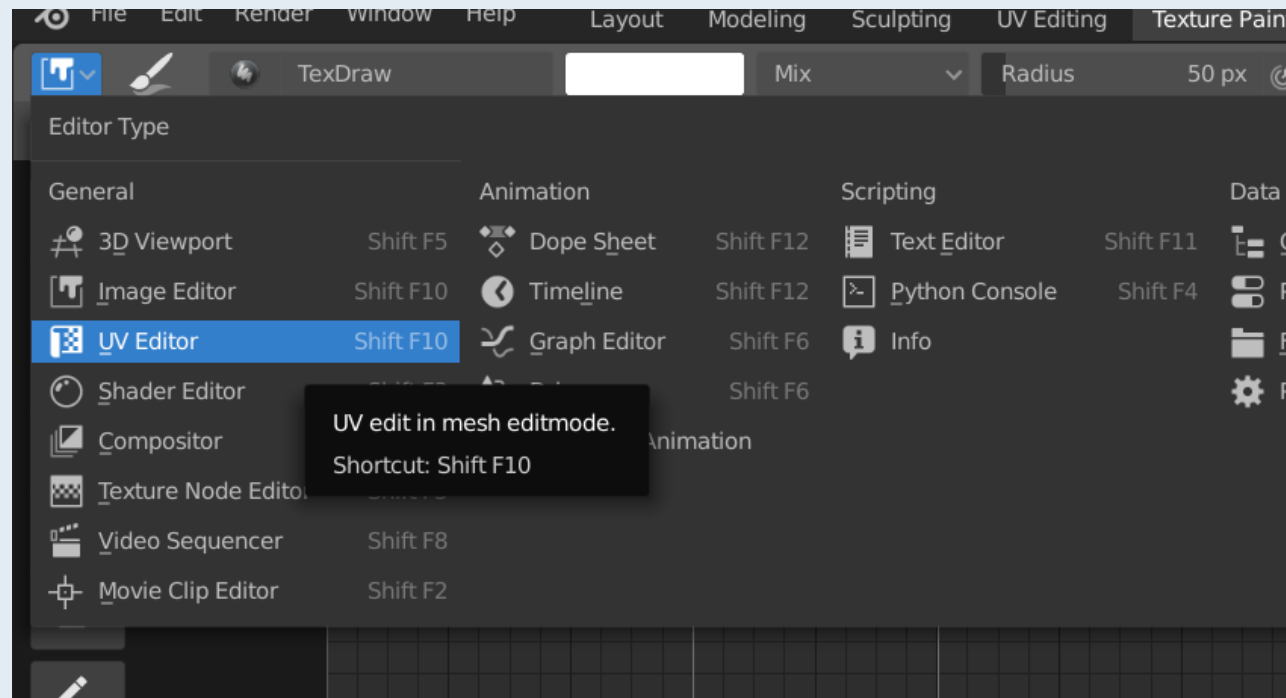 File Edit Render Window Help Layout Modeling Sculpting UV Editing Texture Pain
TexDraw Mix Radius 50 px
Editor Type
General Animation Scripting Data
3D Viewport Shift F5 Dope Sheet Shift F12 Text Editor Shift F11
Image Editor Shift F10 Timeline Shift F12 Python Console Shift F4
UV Editor Shift F10 Graph Editor Shift F6 Info
Shader Editor Shift F6
UV edit in mesh editmode.
Compositor Animation
Shortcut: Shift F10
Texture Node Editor
Video Sequencer Shift F8
Movie Clip Editor Shift F2